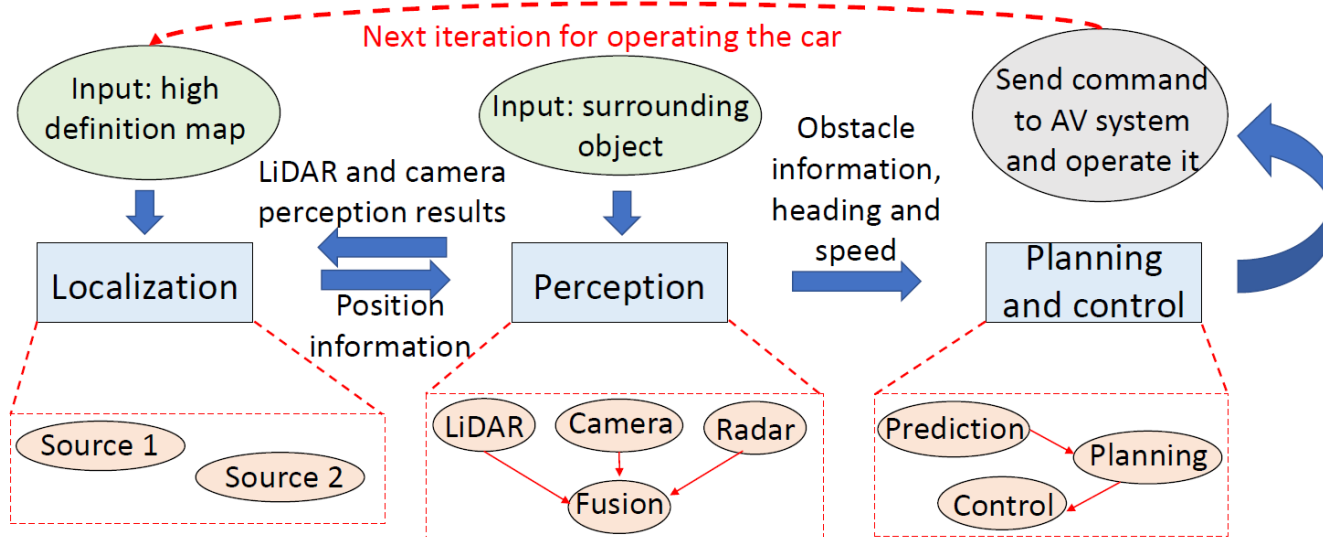 Next iteration for operating the car
Input: high
definition map
Input: surrounding
object
Send command
to AV system
and operate it
LiDAR and camera
perception results
Obstacle
information,
heading and
speed
Localization
Position
information
Perception
Planning
and control
Source 1
Source 2
LiDAR
Camera
Radar
Fusion
Prediction
Planning
Control